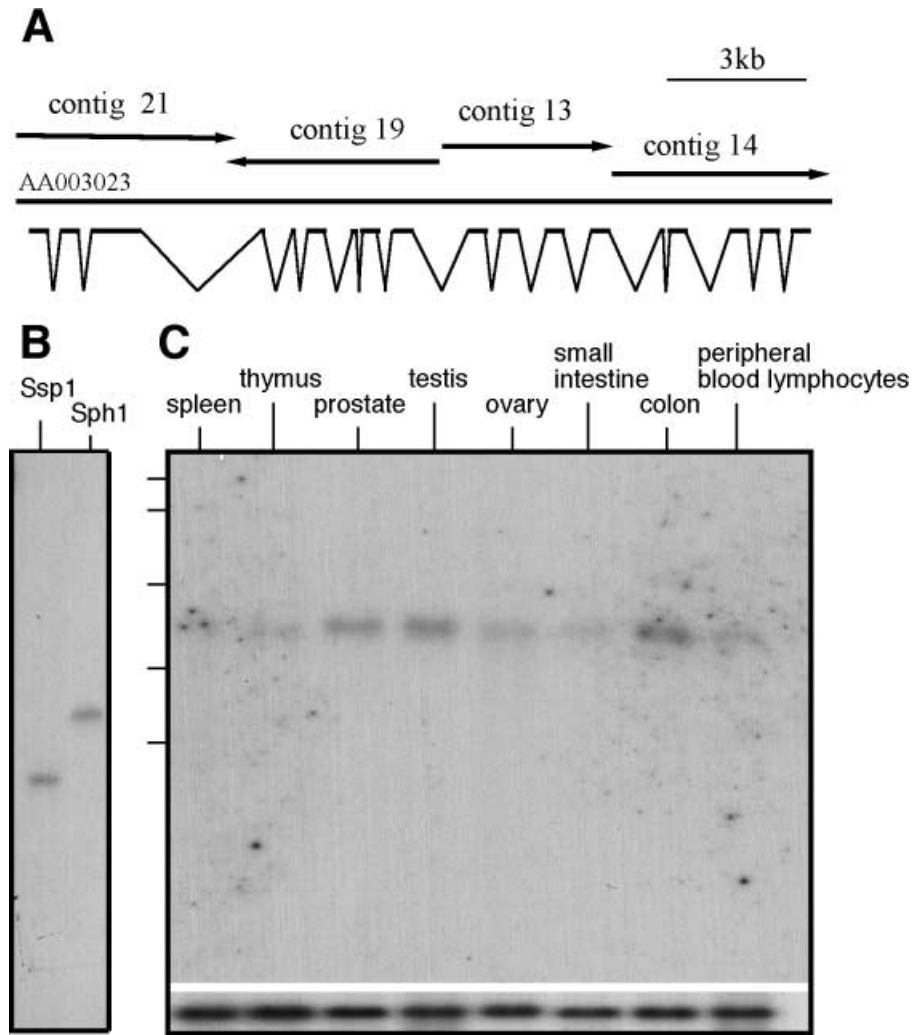 A
3kb
contig 21
contig 19
contig 13
contig 14
AA003023
B
Ssp1
Sph1
C
spleen
thymus
prostate
testis
ovary
small
intestine
colon
peripheral
blood lymphocytes